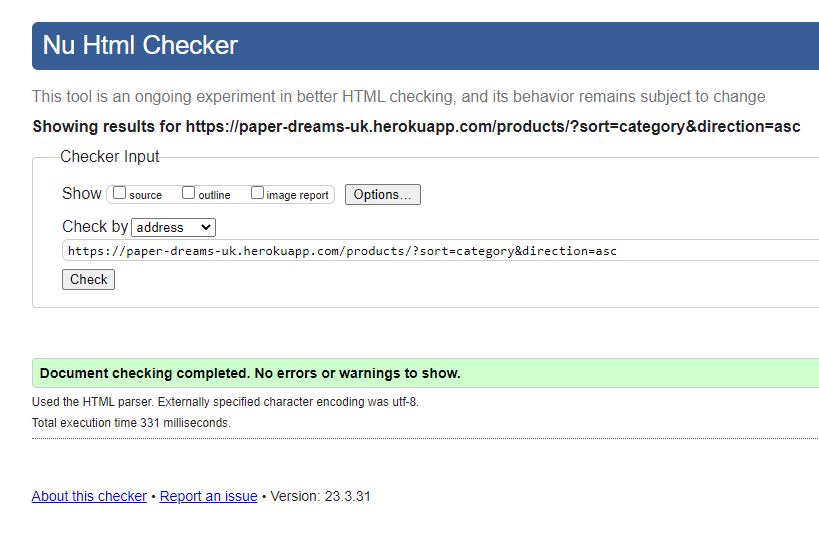 Nu Html Checker
This tool is an ongoing experiment in better HTML checking, and its behavior remains subject to change
Showing results for https://paper-dreams-uk.herokuapp.com/products/?sort=category&direction=asc
Checker Input
Show source outline image report Options...
Check by address
https://paper-dreams-uk.herokuapp.com/products/?sort=category&direction=asc
Check
Document checking completed. No errors or warnings to show.
Used the HTML parser. Externally specified character encoding was utf-8.
Total execution time 331 milliseconds.
About this checker • Report an issue • Version: 23.3.31